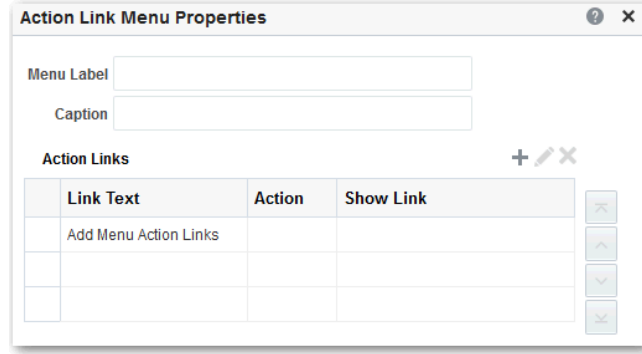 Action Link Menu Properties
Menu Label
Caption
Action Links
Link Text Action Show Link
Add Menu Action Links